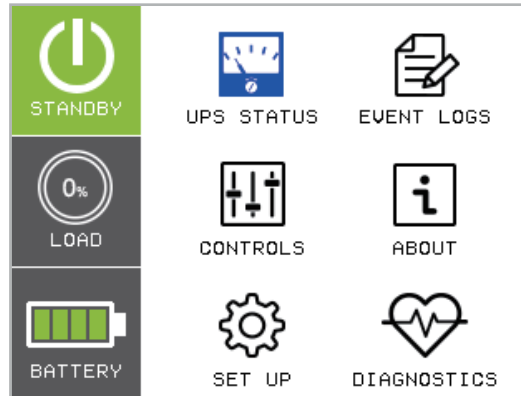 STANDBY
UPS STATUS
EVENT LOGS
0%
LOAD
CONTROLS
i
ABOUT
BATTERY
SET UP
DIAGNOSTICS